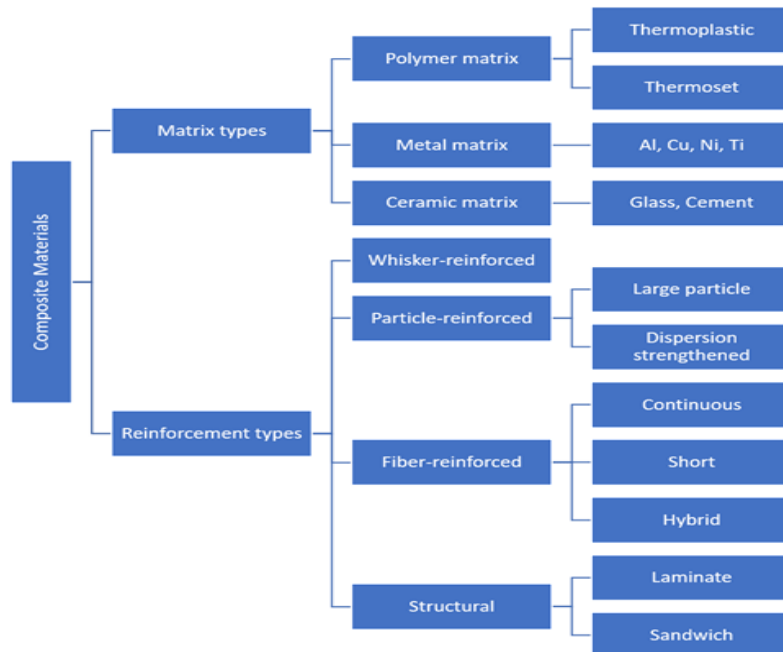 Composite Materials
Matrix types
Polymer matrix
Thermoplastic
Thermoset
Metal matrix
Al, Cu, Ni, Ti
Ceramic matrix
Glass, Cement
Reinforcement types
Whisker-reinforced
Particle-reinforced
Large particle
Dispersion
strengthened
Fiber-reinforced
Continuous
Short
Hybrid
Structural
Laminate
Sandwich